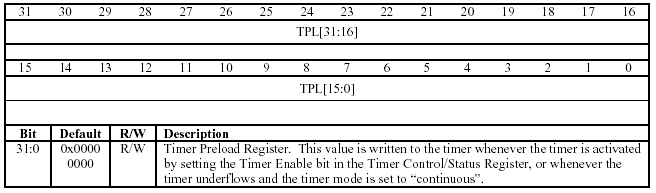 31 30 29 28 27 26 25 24 23 22 21 20 19 18 17 16
TPL[31:16]
15 14 13 12 11 10 9 8 7 6 5 4 3 2 1 0
TPL[15:0]
Bit Default R/W Description
31:0 0x0000 R/W Timer Preload Register. This value is written to the timer whenever the timer is activated
0000 by setting the Timer Enable bit in the Timer Control/Status Register, or whenever the
timer underflows and the timer mode is set to “continuous”.